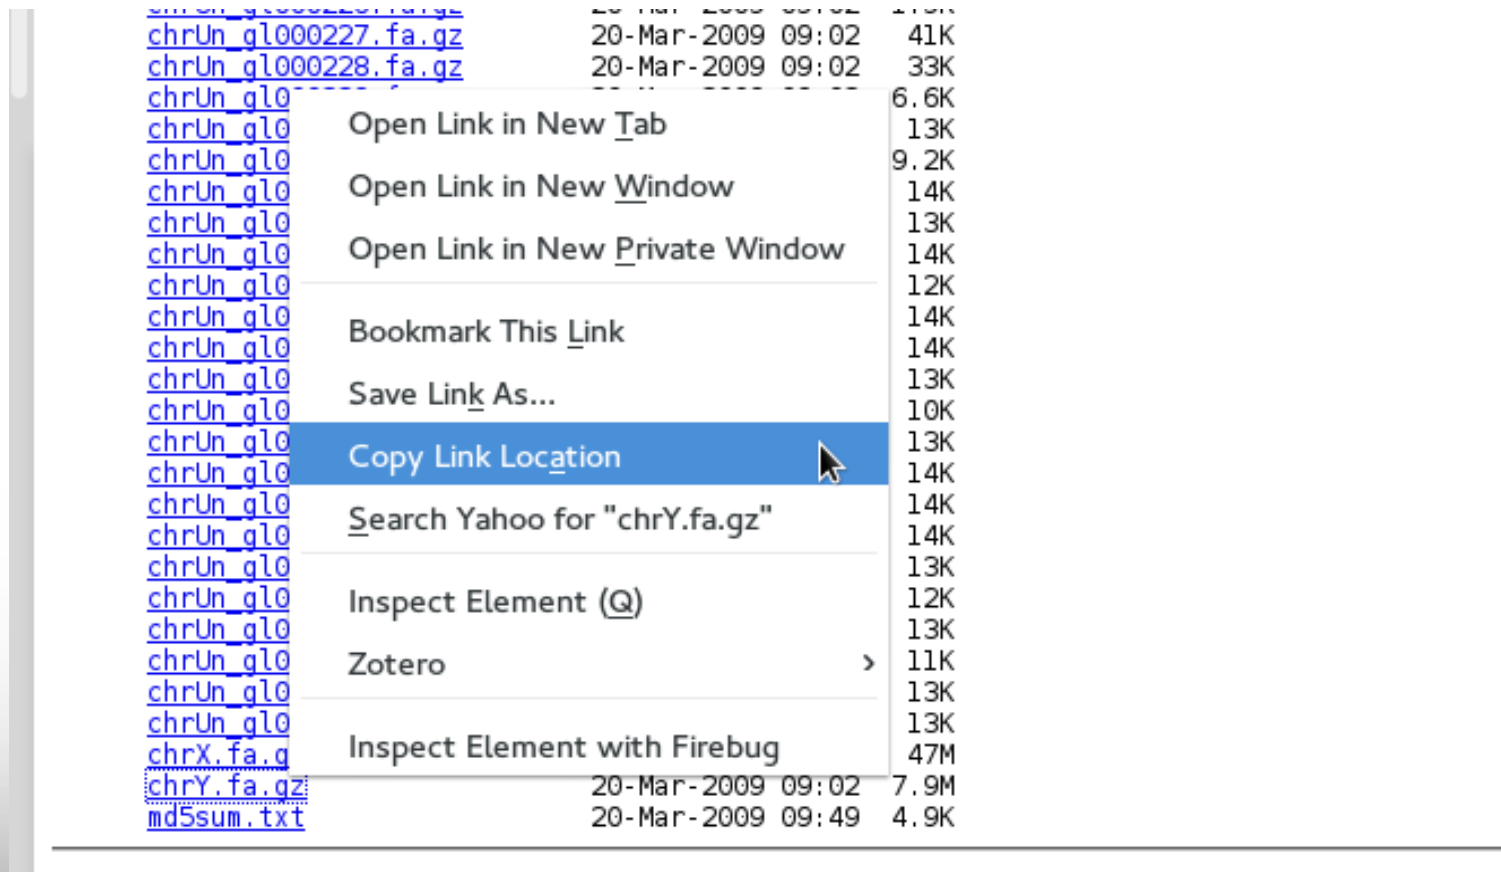 chrUn_gl000227.fa.gz 20-Mar-2009 09:02 41K
chrUn_gl000228.fa.gz 20-Mar-2009 09:02 33K
chrUn_gl0 6.6K
Open Link in New Tab
chrUn_gl0 13K
chrUn_gl0 9.2K
Open Link in New Window
chrUn_gl0 14K
chrUn_gl0 13K
Open Link in New Private Window
chrUn_gl0 14K
chrUn_gl0 12K
chrUn_gl0 14K
Bookmark This Link
chrUn_gl0 14K
chrUn_gl0 13K
Save Link As...
chrUn_gl0 10K
chrUn_gl0 13K
Copy Link Location
chrUn_gl0 14K
chrUn_gl0 14K
Search Yahoo for "chrY.fa.gz"
chrUn_gl0 14K
chrUn_gl0 13K
chrUn_gl0 12K
Inspect Element (Q)
chrUn_gl0 13K
chrUn_gl0 11K
Zotero
chrUn_gl0 13K
chrUn_gl0 13K
Inspect Element with Firebug
chrX.fa.g 47M
chrY.fa.gz 20-Mar-2009 09:02 7.9M
md5sum.txt 20-Mar-2009 09:49 4.9K